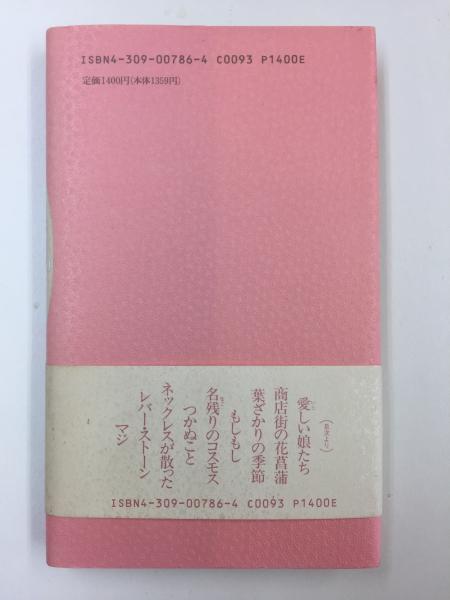 ISBN4-309-00786-4 C0093 P1400E
定価1400円(本体1359円)
(目次より)
愛しい娘たち
商店街の花菖蒲
葉ざかりの季節
もしもし
名残りのコスモス
つかぬこと
ネックレスが散った
レバー・ストーン
マジ
ISBN4-309-00786-4 C0093 P1400E